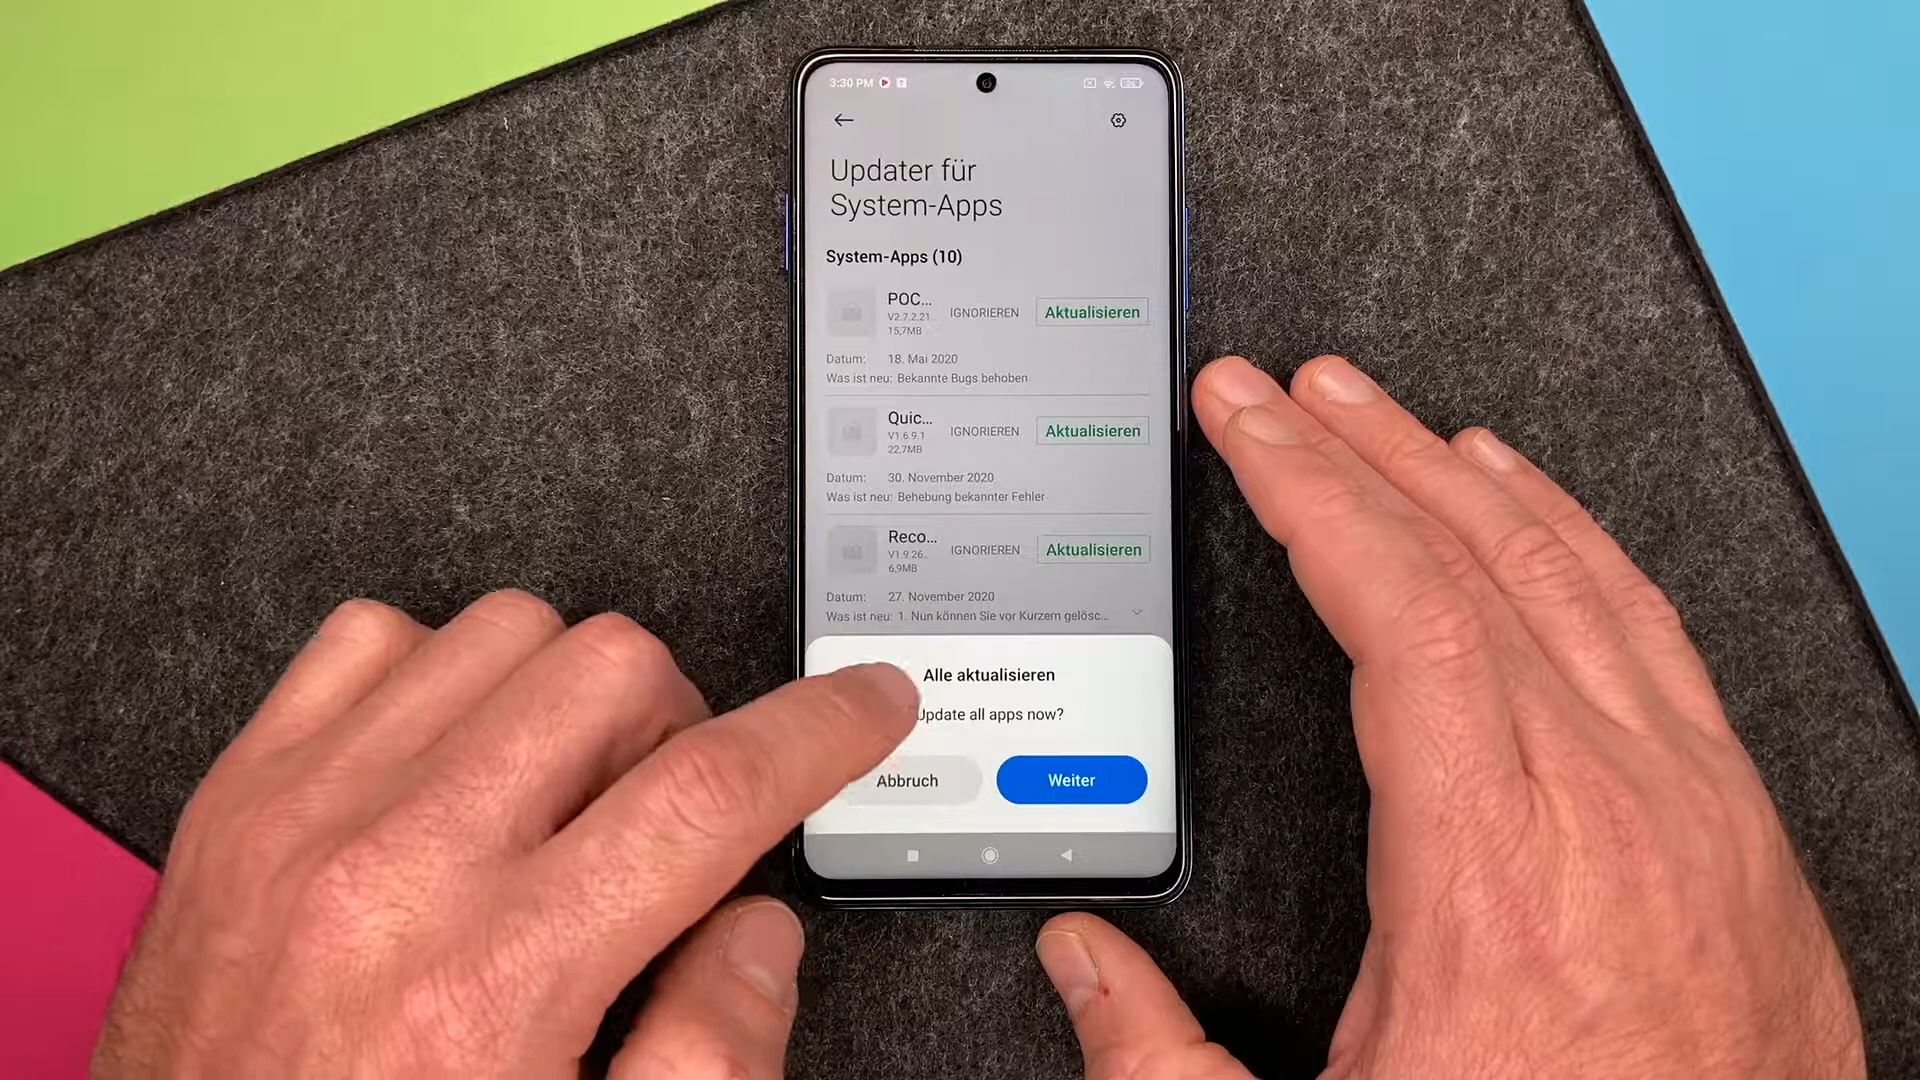 3:30 PM
Updater für
System-Apps
System-Apps (10)
POC...
IGNORIEREN
Aktualisieren
V2.7.2.21..
15,7MB
Datum: 18. Mai 2020
Was ist neu: Bekannte Bugs behoben
Quic...
IGNORIEREN
Aktualisieren
V1.6.9.1
22,7MB
Datum: 30. November 2020
Was ist neu: Behebung bekannter Fehler
Reco...
IGNORIEREN
Aktualisieren
V1.9.26..
6,9MB
Datum: 27. November 2020
Was ist neu: 1. Nun können Sie vor Kurzem gelösc...
Alle aktualisieren
Update all apps now?
Abbruch
Weiter